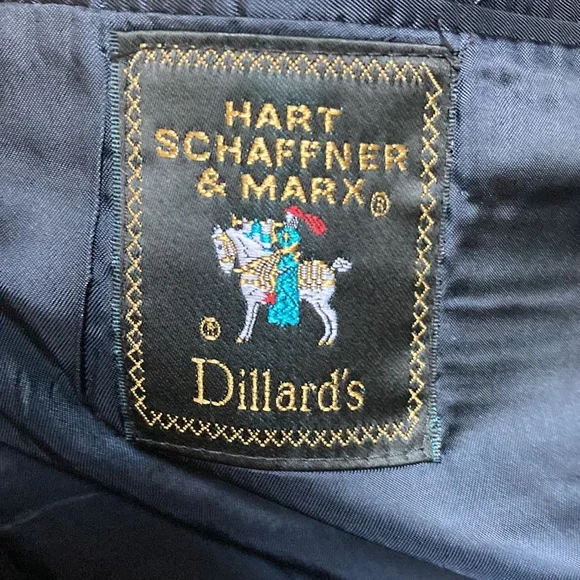 HART
SCHAFFNER
& MARX®
®
Dillard's